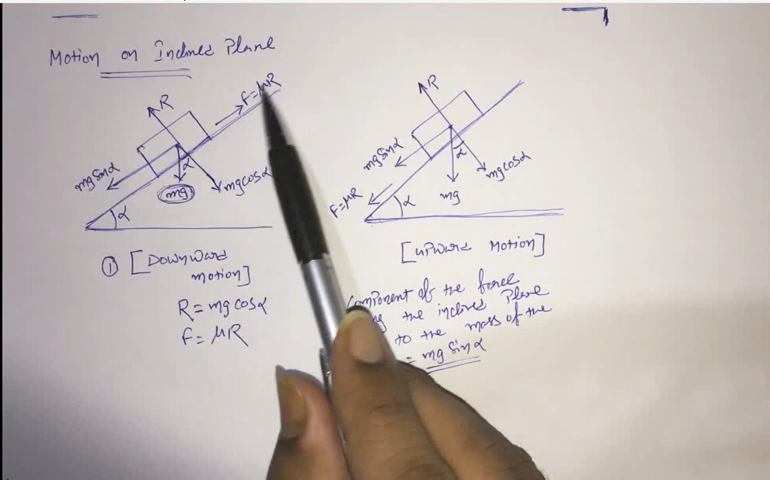 Motion on Inclined Plane
R
F=μR
mg sinα
α
mg
mg cosα
α
① [Downward
motion]
R = mg cosα
F = μR
R
mg sinα
α
mg
mg cosα
F=μR
α
[upward Motion]
Component of the force
the inclined Plane
to the mass of the
= mg sinα